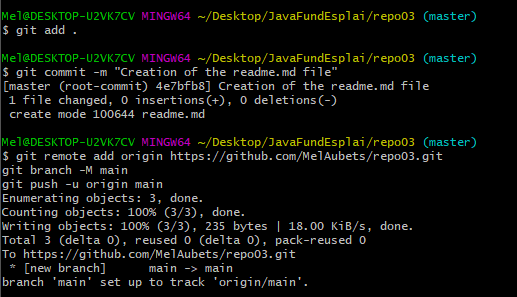 Mel@DESKTOP-U2VK7CV MINGW64 ~/Desktop/JavaFundEsplai/repo03 (master)
$ git add .
Mel@DESKTOP-U2VK7CV MINGW64 ~/Desktop/JavaFundEsplai/repo03 (master)
$ git commit -m "Creation of the readme.md file"
[master (root-commit) 4e7bfb8] Creation of the readme.md file
1 file changed, 0 insertions(+), 0 deletions(-)
create mode 100644 readme.md
Mel@DESKTOP-U2VK7CV MINGW64 ~/Desktop/JavaFundEsplai/repo03 (master)
$ git remote add origin https://github.com/MelAubets/repo03.git
git branch -M main
git push -u origin main
Enumerating objects: 3, done.
Counting objects: 100% (3/3), done.
Writing objects: 100% (3/3), 235 bytes | 18.00 KiB/s, done.
Total 3 (delta 0), reused 0 (delta 0), pack-reused 0
To https://github.com/MelAubets/repo03.git
* [new branch]      main -> main
branch 'main' set up to track 'origin/main'.